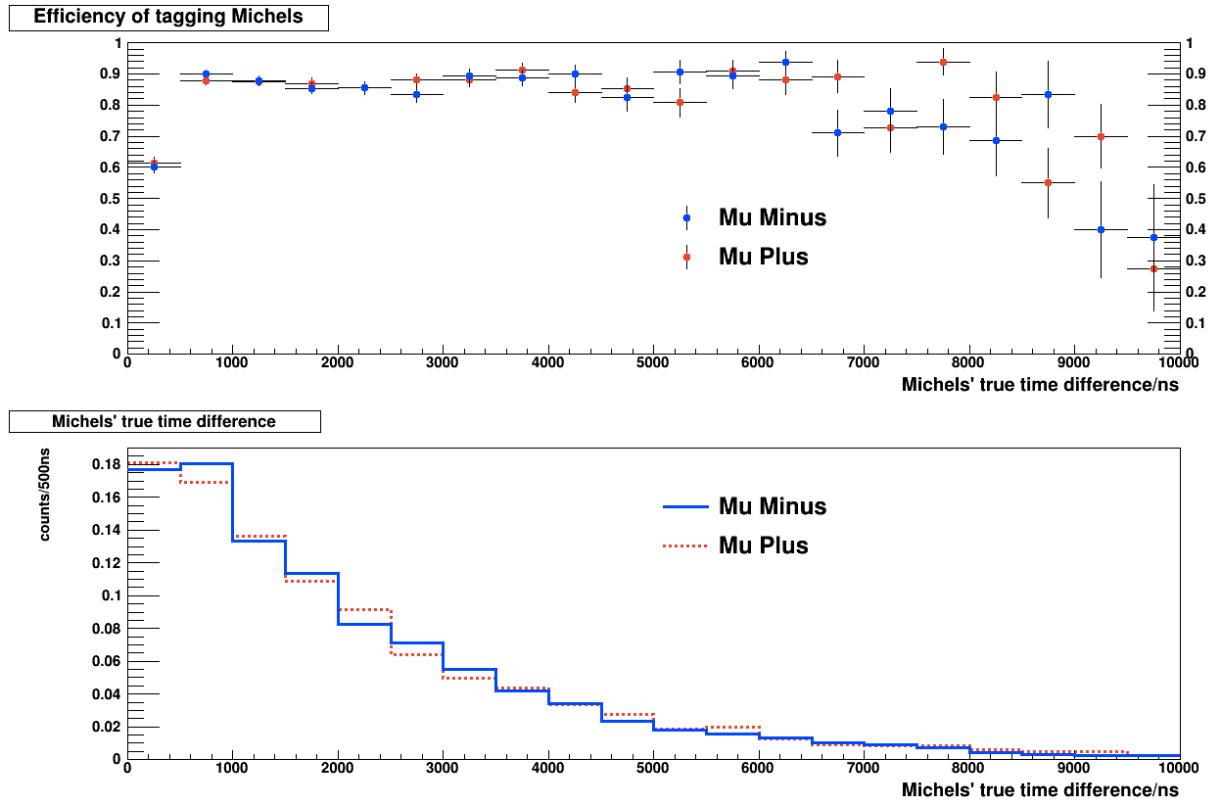 Efficiency of tagging Michels
1 1
0.9 0.9
0.8 0.8
0.7 0.7
0.6 0.6
0.5 0.5
Mu Minus
0.4 0.4
Mu Plus
0.3 0.3
0.2 0.2
0.1 0.1
0 0
0 1000 2000 3000 4000 5000 6000 7000 8000 9000 10000
Michels' true time difference/ns
Michels' true time difference
counts/500ns
0.18
0.16
Mu Minus
0.14
Mu Plus
0.12
0.1
0.08
0.06
0.04
0.02
0
0 1000 2000 3000 4000 5000 6000 7000 8000 9000 10000
Michels' true time difference/ns